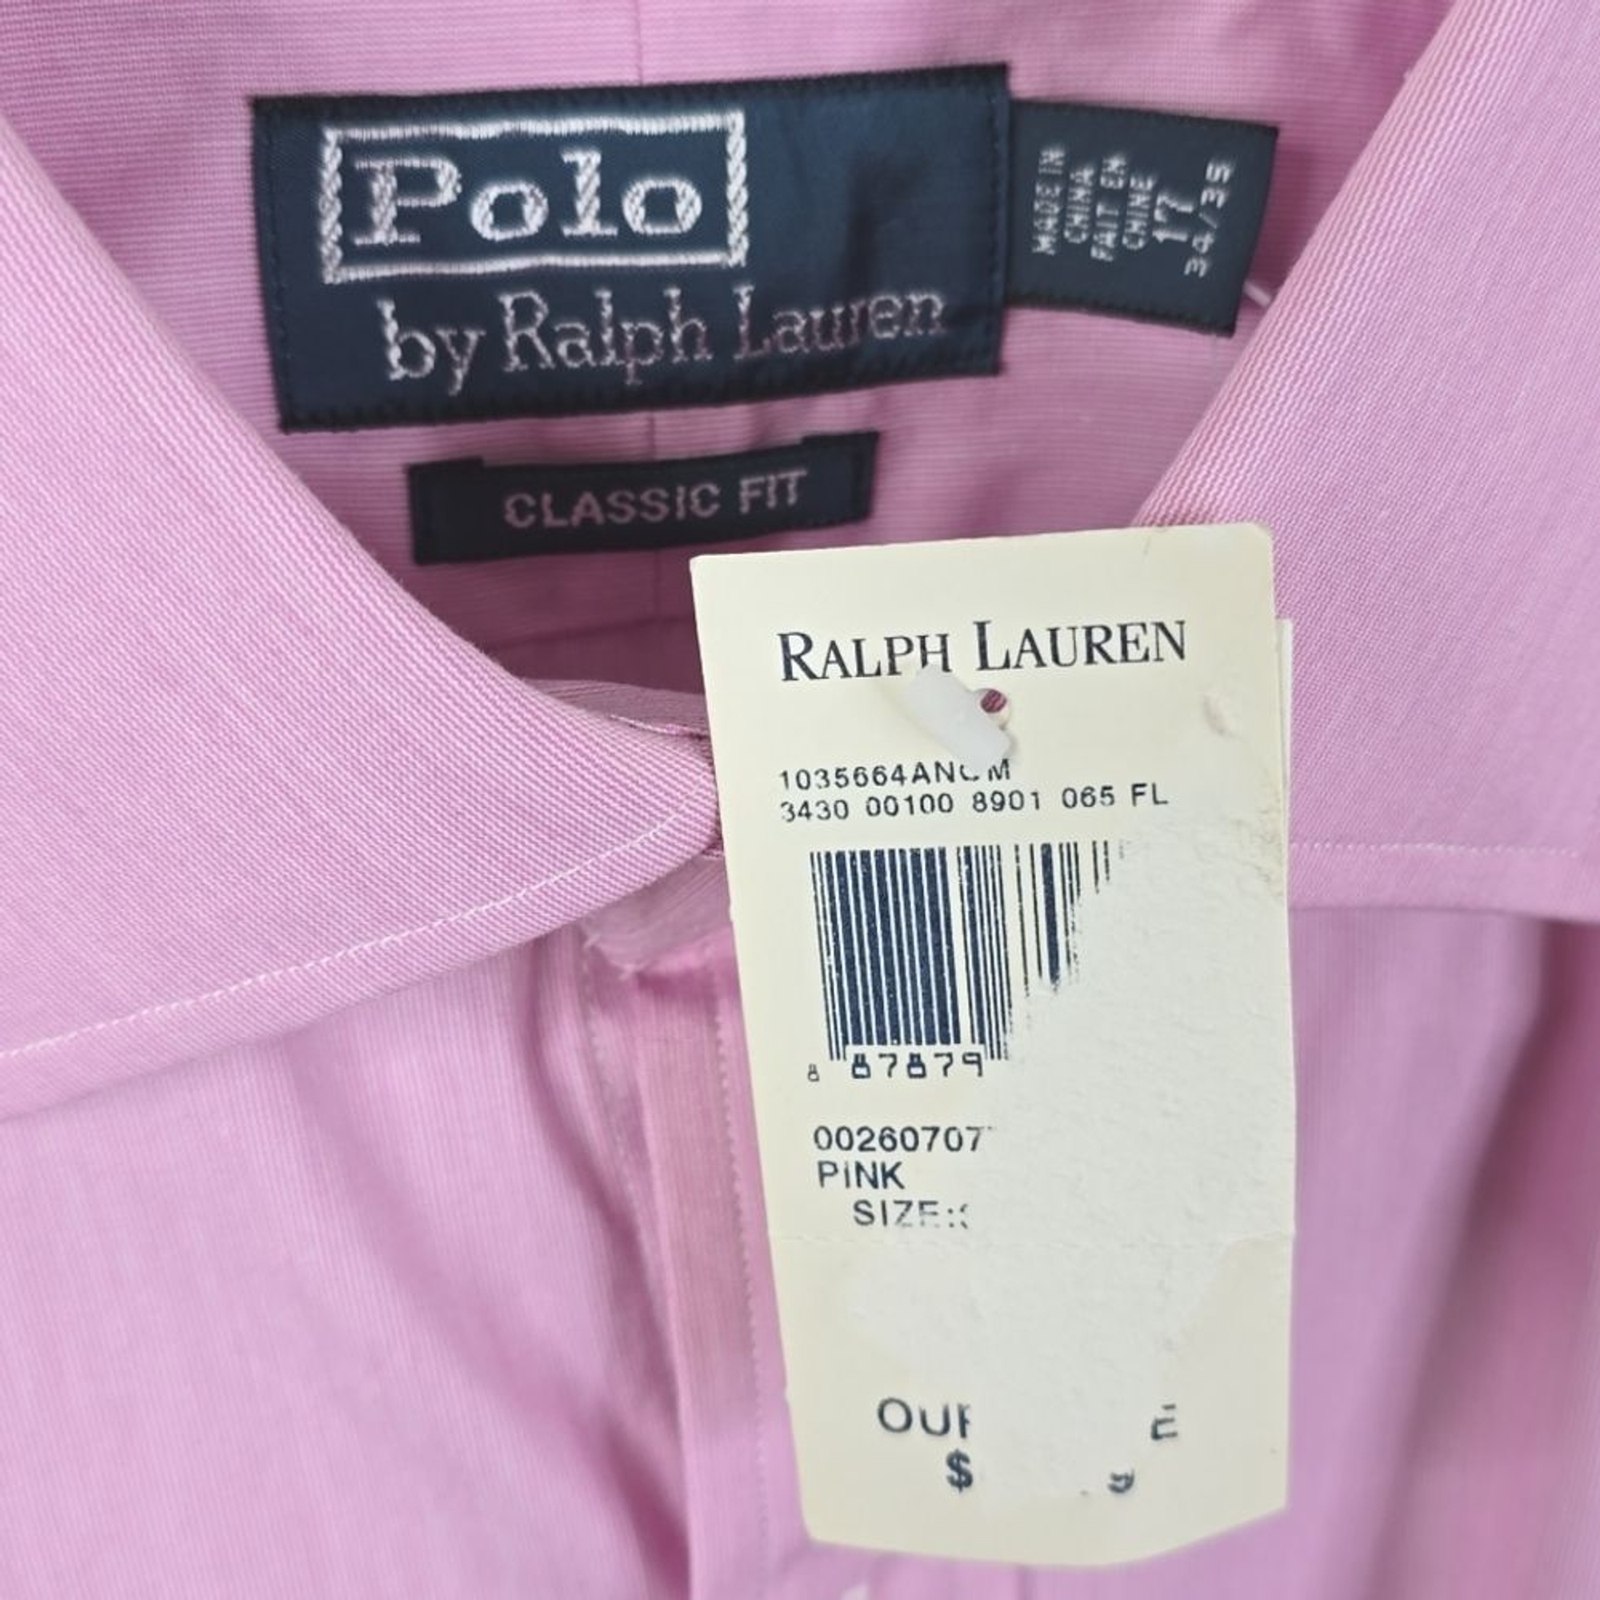 Polo
by Ralph Lauren
MADE IN
CHINA
FAIT EN
CHINE
17
34/35
CLASSIC FIT
RALPH LAUREN
3430 00100 8901 065 FL
8 87879
00260707
PINK
SIZE:
$